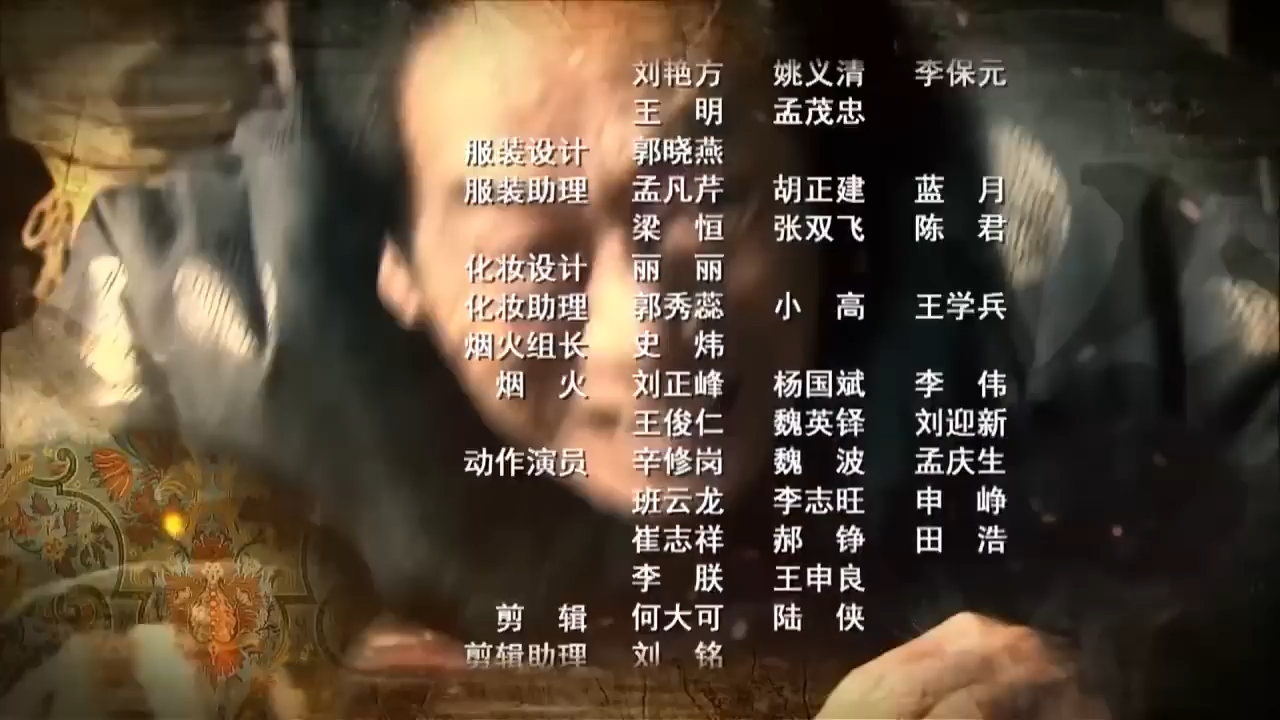 刘艳方 姚义清 李保元
王 明 孟茂忠
服装设计 郭晓燕
服装助理 孟凡芹 胡正建 蓝 月
梁 恒 张双飞 陈 君
化妆设计 丽 丽
化妆助理 郭秀蕊 小 高 王学兵
烟火组长 史 炜
烟 火 刘正峰 杨国斌 李 伟
王俊仁 魏英铎 刘迎新
动作演员 辛修岗 魏 波 孟庆生
班云龙 李志旺 申 峥
崔志祥 郝 铮 田 浩
李 朕 王申良
剪 辑 何大可 陆 侠
剪辑助理 刘 铭